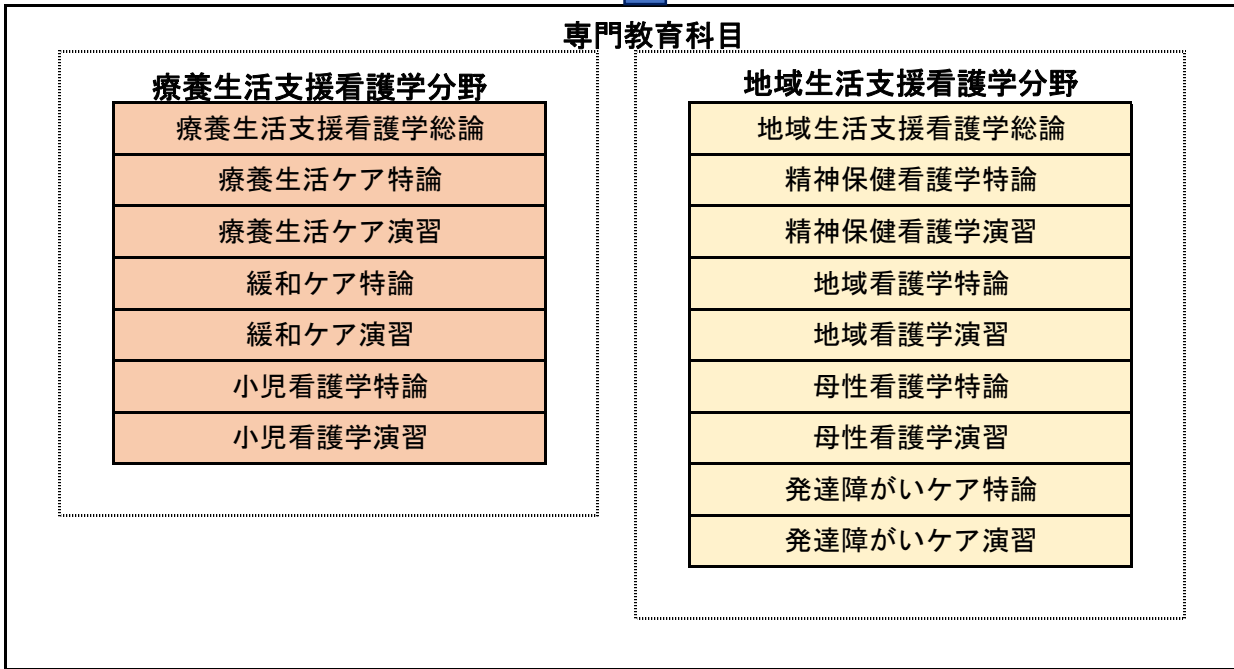 専門教育科目
療養生活支援看護学分野
療養生活支援看護学総論
療養生活ケア特論
療養生活ケア演習
緩和ケア特論
緩和ケア演習
小児看護学特論
小児看護学演習
地域生活支援看護学分野
地域生活支援看護学総論
精神保健看護学特論
精神保健看護学演習
地域看護学特論
地域看護学演習
母性看護学特論
母性看護学演習
発達障がいケア特論
発達障がいケア演習